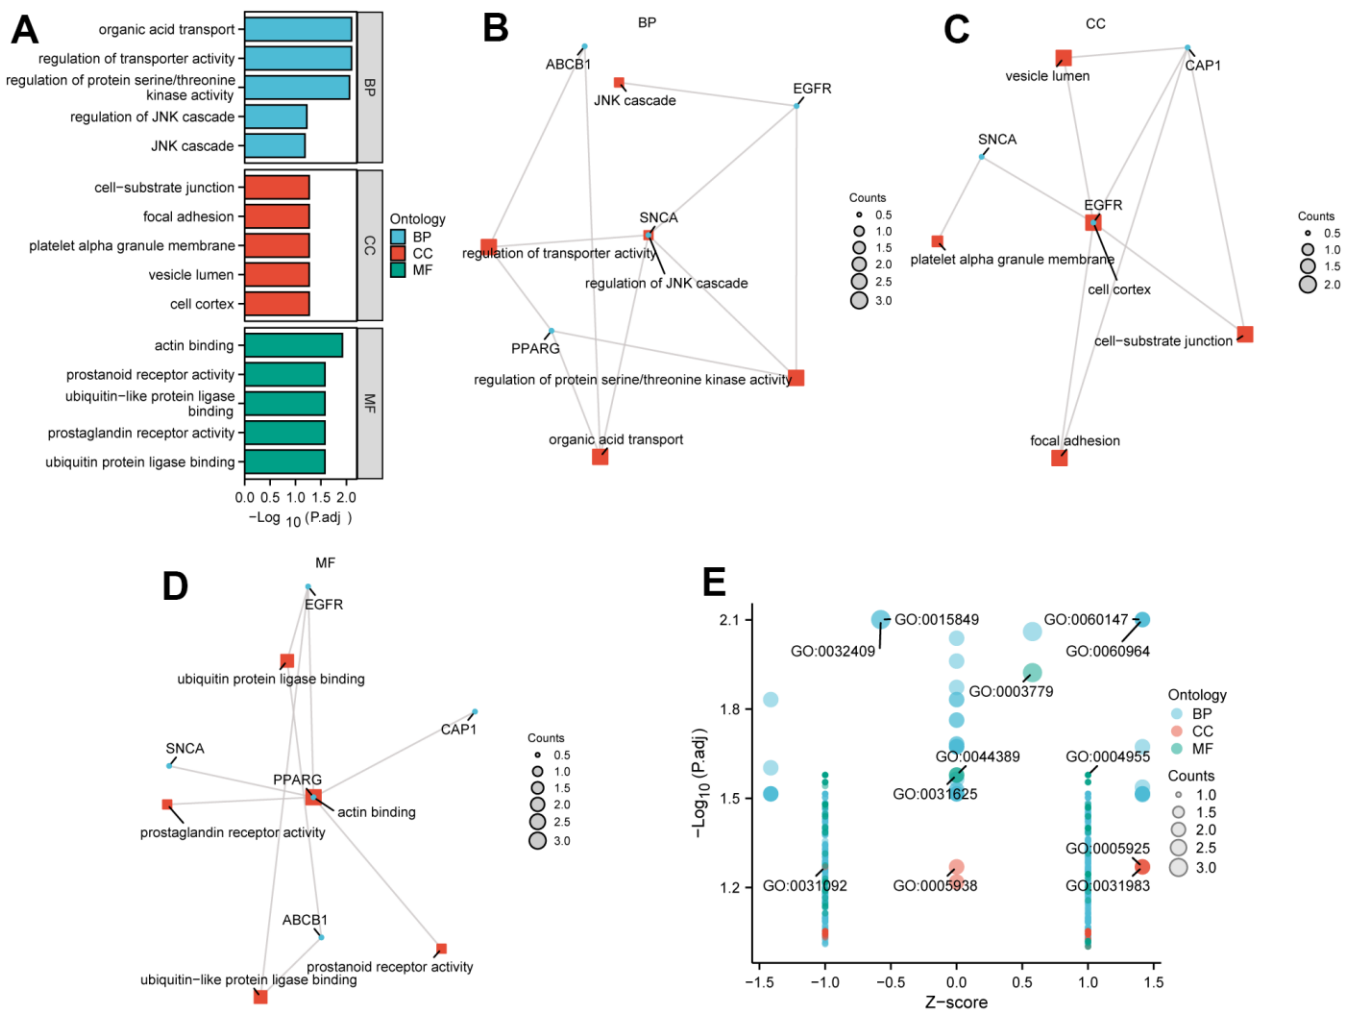 A
organic acid transport
regulation of transporter activity
regulation of protein serine/threonine
kinase activity
regulation of JNK cascade
JNK cascade
BP
cell−substrate junction
focal adhesion
platelet alpha granule membrane
vesicle lumen
cell cortex
CC
actin binding
prostanoid receptor activity
ubiquitin−like protein ligase
binding
prostaglandin receptor activity
ubiquitin protein ligase binding
MF
0.0 0.5 1.0 1.5 2.0
−Log 10 (P.adj )
Ontology
BP
CC
MF
B
BP
ABCB1
JNK cascade
EGFR
SNCA
regulation of transporter activity
regulation of JNK cascade
PPARG
regulation of protein serine/threonine kinase activity
organic acid transport
Counts
0.5
1.0
1.5
2.0
2.5
3.0
C
CC
vesicle lumen
CAP1
SNCA
EGFR
platelet alpha granule membrane
cell cortex
cell−substrate junction
focal adhesion
Counts
0.5
1.0
1.5
2.0
D
MF
EGFR
ubiquitin protein ligase binding
CAP1
SNCA
PPARG
actin binding
prostaglandin receptor activity
ABCB1
prostanoid receptor activity
ubiquitin−like protein ligase binding
Counts
0.5
1.0
1.5
2.0
2.5
3.0
E
−Log10 (P.adj)
2.1
1.8
1.5
1.2
GO:0015849
GO:0032409
GO:0060147
GO:0060964
GO:0003779
GO:0044389
GO:0004955
GO:0031625
GO:0005925
GO:0031092
GO:0005938
GO:0031983
−1.5 −1.0 −0.5 0.0 0.5 1.0 1.5
Z−score
Ontology
BP
CC
MF
Counts
1.0
1.5
2.0
2.5
3.0